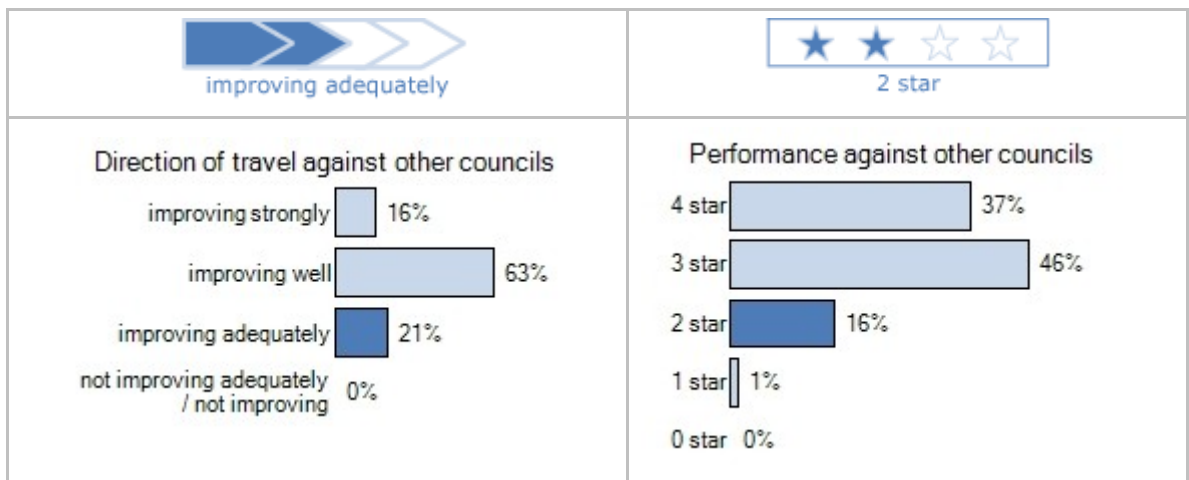 improving adequately
2 star
Direction of travel against other councils
improving strongly 16%
improving well 63%
improving adequately 21%
not improving adequately
/ not improving 0%
Performance against other councils
4 star 37%
3 star 46%
2 star 16%
1 star 1%
0 star 0%